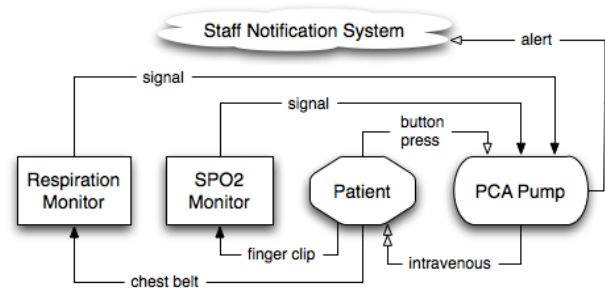 Staff Notification System
alert
signal
signal
button
press
Respiration
Monitor
SPO2
Monitor
Patient
PCA Pump
finger clip
intravenous
chest belt